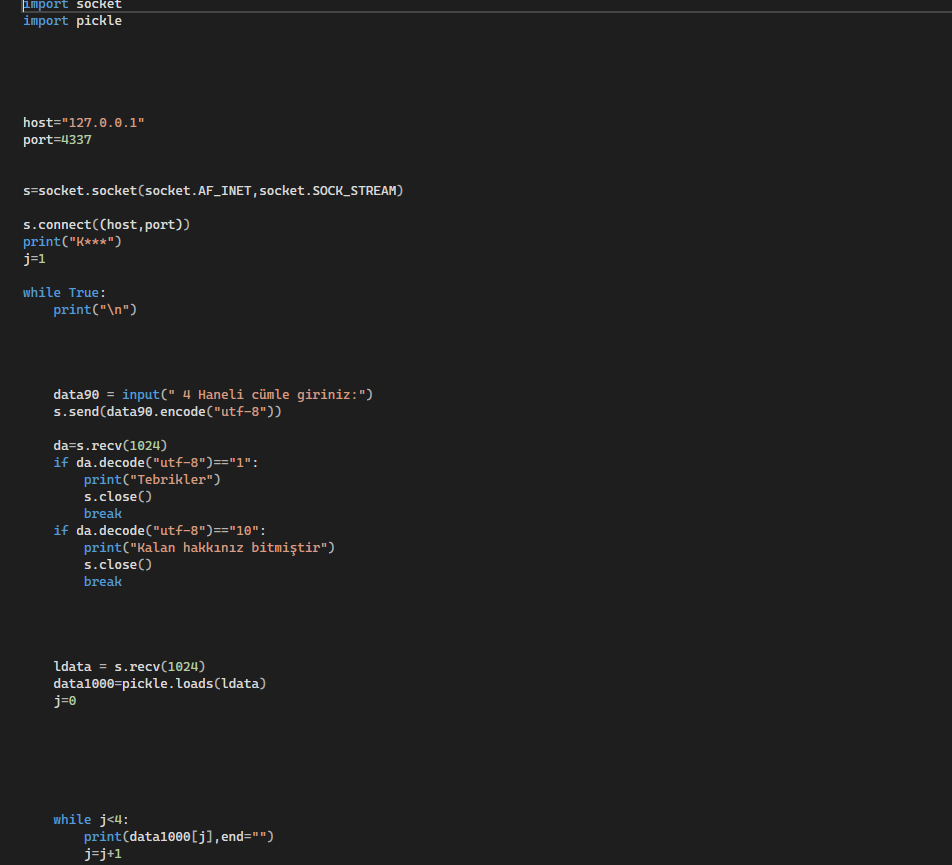 import socket
import pickle
host="127.0.0.1"
port=4337
s=socket.socket(socket.AF_INET,socket.SOCK_STREAM)
s.connect((host,port))
print("K***")
j=1
while True:
    print("\n")
    data90 = input(" 4 Haneli cümle giriniz:")
    s.send(data90.encode("utf-8"))
    da=s.recv(1024)
    if da.decode("utf-8")=="1":
        print("Tebrikler")
        s.close()
        break
    if da.decode("utf-8")=="10":
        print("Kalan hakkınız bitmiştir")
        s.close()
        break
    ldata = s.recv(1024)
    data1000=pickle.loads(ldata)
    j=0
    while j<4:
        print(data1000[j],end="")
        j=j+1